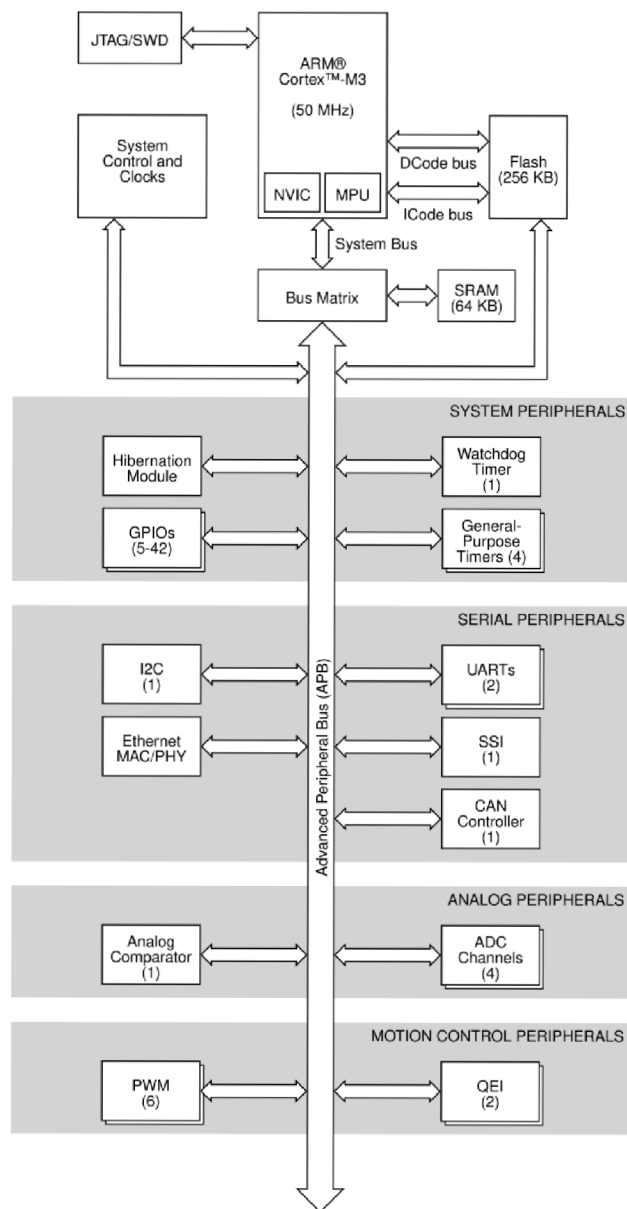 JTAG/SWD
ARM®
Cortex™-M3
(50 MHz)
System
Control and
Clocks
DCode bus
Flash
(256 KB)
NVIC
MPU
ICode bus
System Bus
Bus Matrix
SRAM
(64 KB)
SYSTEM PERIPHERALS
Hibernation
Module
Watchdog
Timer
(1)
GPIOs
(5-42)
General-
Purpose
Timers (4)
Advanced Peripheral Bus (APB)
SERIAL PERIPHERALS
I2C
(1)
UARTs
(2)
Ethernet
MAC/PHY
SSI
(1)
CAN
Controller
(1)
ANALOG PERIPHERALS
Analog
Comparator
(1)
ADC
Channels
(4)
MOTION CONTROL PERIPHERALS
PWM
(6)
QEI
(2)